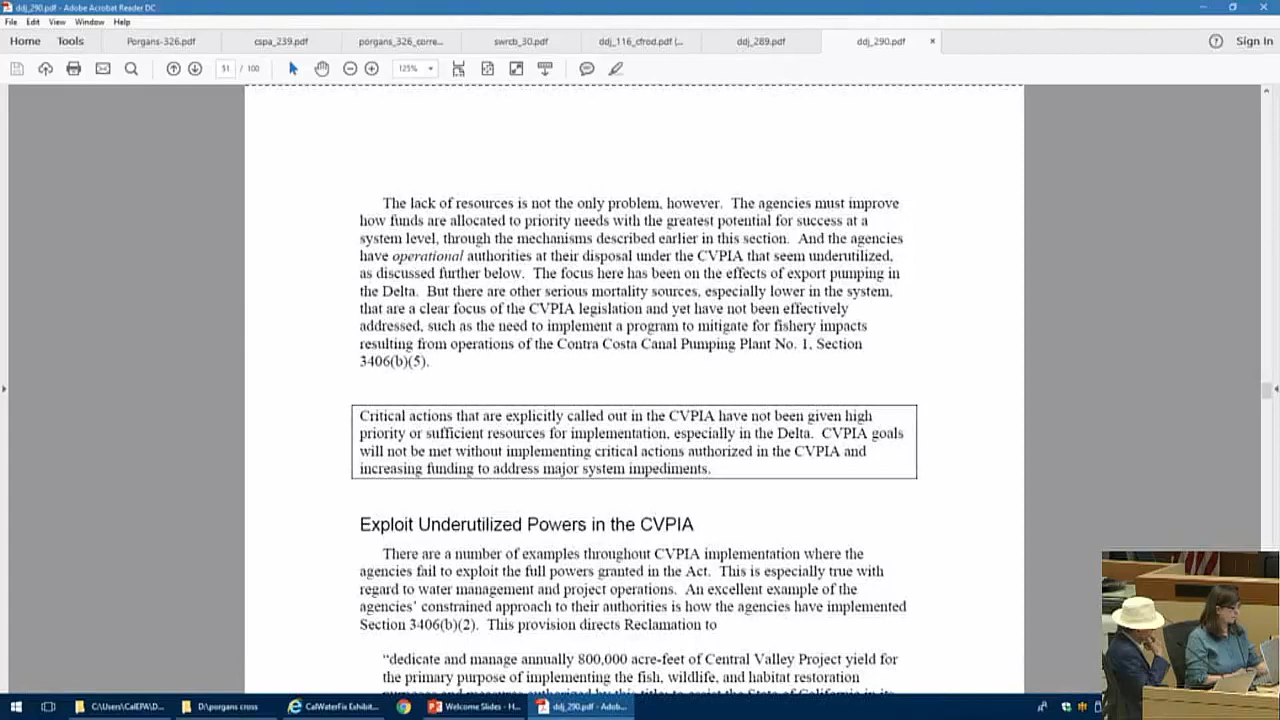 ddj_290.pdf - Adobe Acrobat Reader DC
File Edit View Window Help
Home Tools Porgans-326.pdf cspa_239.pdf porgans_326_corre... swrcb_30.pdf ddj_116_cfrod.pdf (... ddj_289.pdf ddj_290.pdf × Sign In
51 / 100 125%
The lack of resources is not the only problem, however. The agencies must improve
how funds are allocated to priority needs with the greatest potential for success at a
system level, through the mechanisms described earlier in this section. And the agencies
have operational authorities at their disposal under the CVPIA that seem underutilized,
as discussed further below. The focus here has been on the effects of export pumping in
the Delta. But there are other serious mortality sources, especially lower in the system,
that are a clear focus of the CVPIA legislation and yet have not been effectively
addressed, such as the need to implement a program to mitigate for fishery impacts
resulting from operations of the Contra Costa Canal Pumping Plant No. 1, Section
3406(b)(5).
Critical actions that are explicitly called out in the CVPIA have not been given high
priority or sufficient resources for implementation, especially in the Delta. CVPIA goals
will not be met without implementing critical actions authorized in the CVPIA and
increasing funding to address major system impediments.
Exploit Underutilized Powers in the CVPIA
There are a number of examples throughout CVPIA implementation where the
agencies fail to exploit the full powers granted in the Act. This is especially true with
regard to water management and project operations. An excellent example of the
agencies' constrained approach to their authorities is how the agencies have implemented
Section 3406(b)(2). This provision directs Reclamation to
"dedicate and manage annually 800,000 acre-feet of Central Valley Project yield for
the primary purpose of implementing the fish, wildlife, and habitat restoration
C:\Users\CalEPA\D... D:\porgans cross CalWaterFix Exhibit... Welcome Slides - H... ddj_290.pdf - Adob...